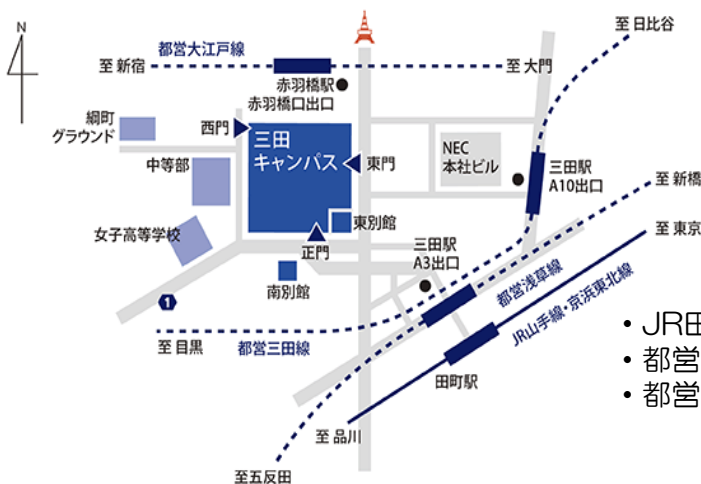 N
都営大江戸線
至 新宿
至 大門
至 日比谷
赤羽橋駅
赤羽橋口出口
綱町
グラウンド
西門
三田
キャンパス
東門
中等部
NEC
本社ビル
三田駅
A10出口
至 新橋
女子高等学校
東別館
正門
三田駅
A3出口
至 東京
南別館
都営浅草線
1
JR山手線・京浜東北線
至 目黒
都営三田線
田町駅
至 品川
至五反田
・JR田
・都営
・都営